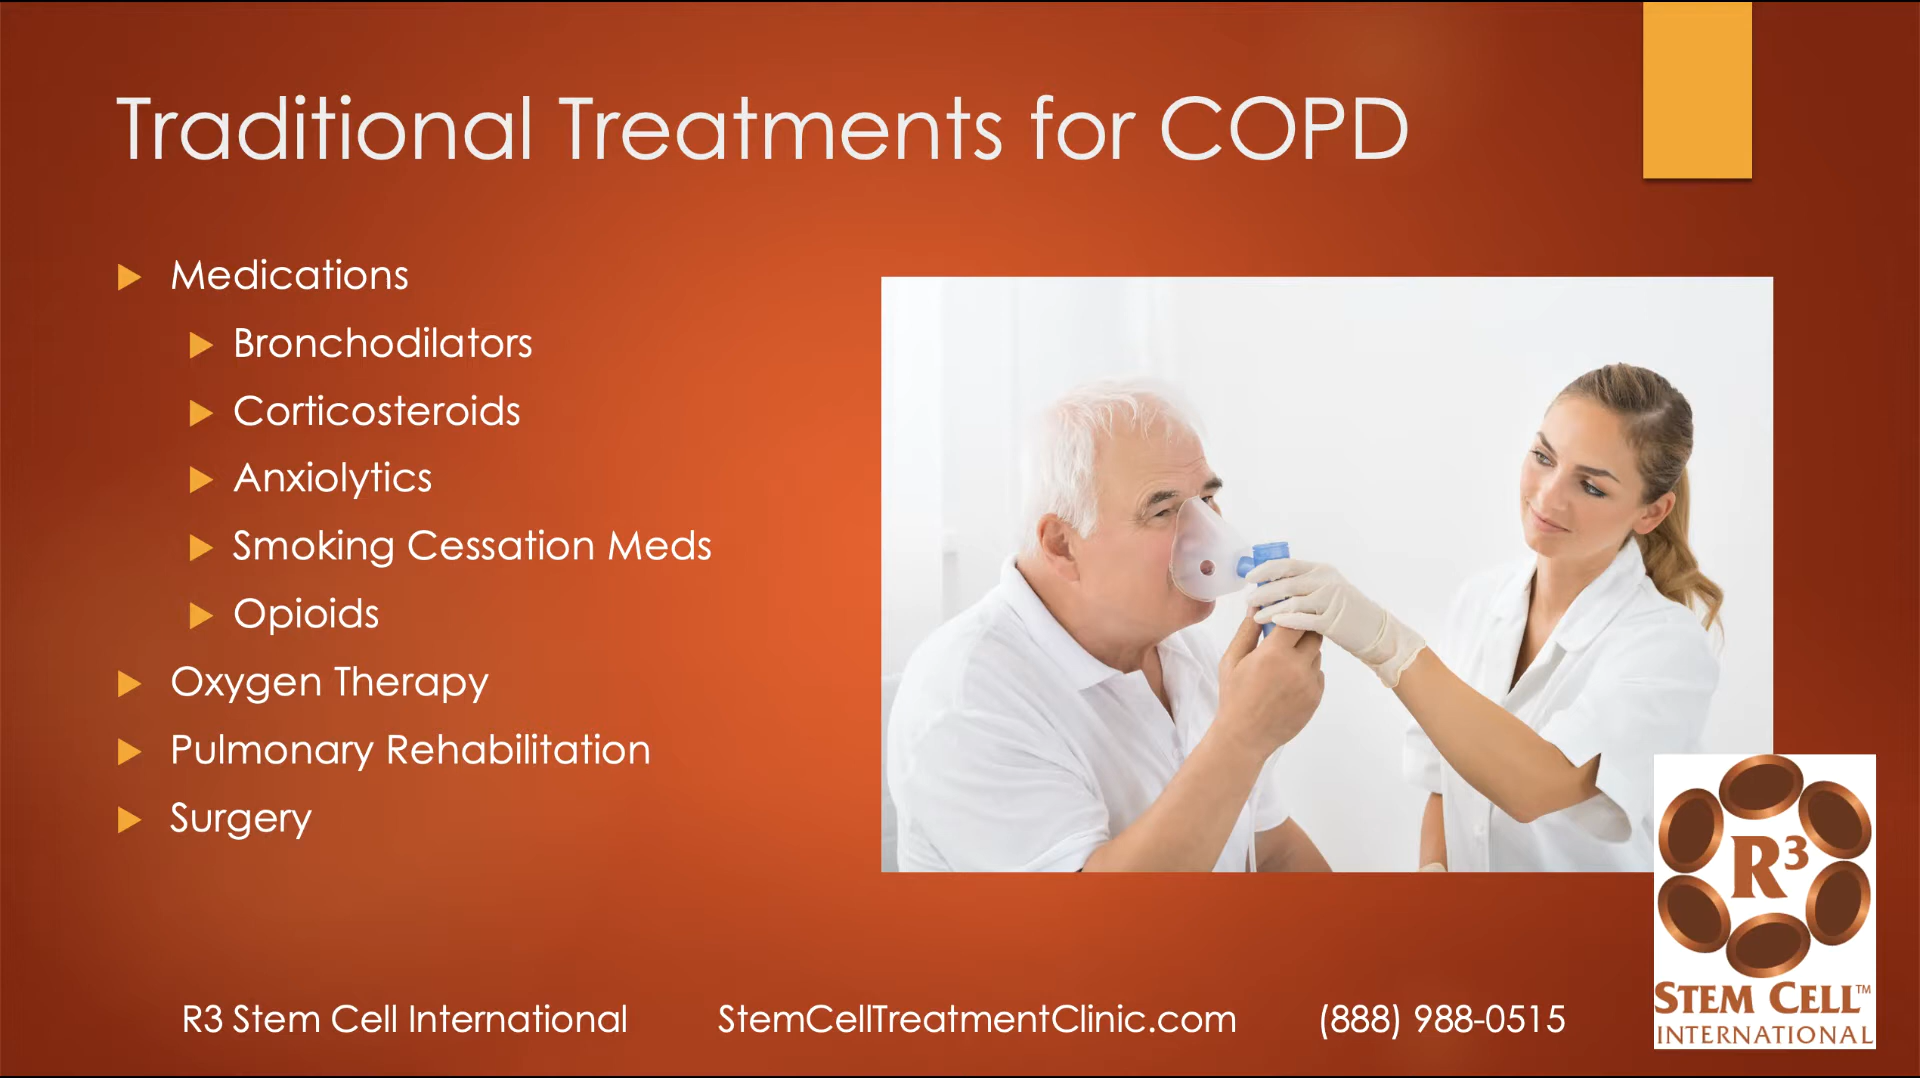 Traditional Treatments for COPD
Medications
Bronchodilators
Corticosteroids
Anxiolytics
Smoking Cessation Meds
Opioids
Oxygen Therapy
Pulmonary Rehabilitation
Surgery
R³
STEM CELL™
INTERNATIONAL
R3 Stem Cell International StemCellTreatmentClinic.com (888) 988-0515